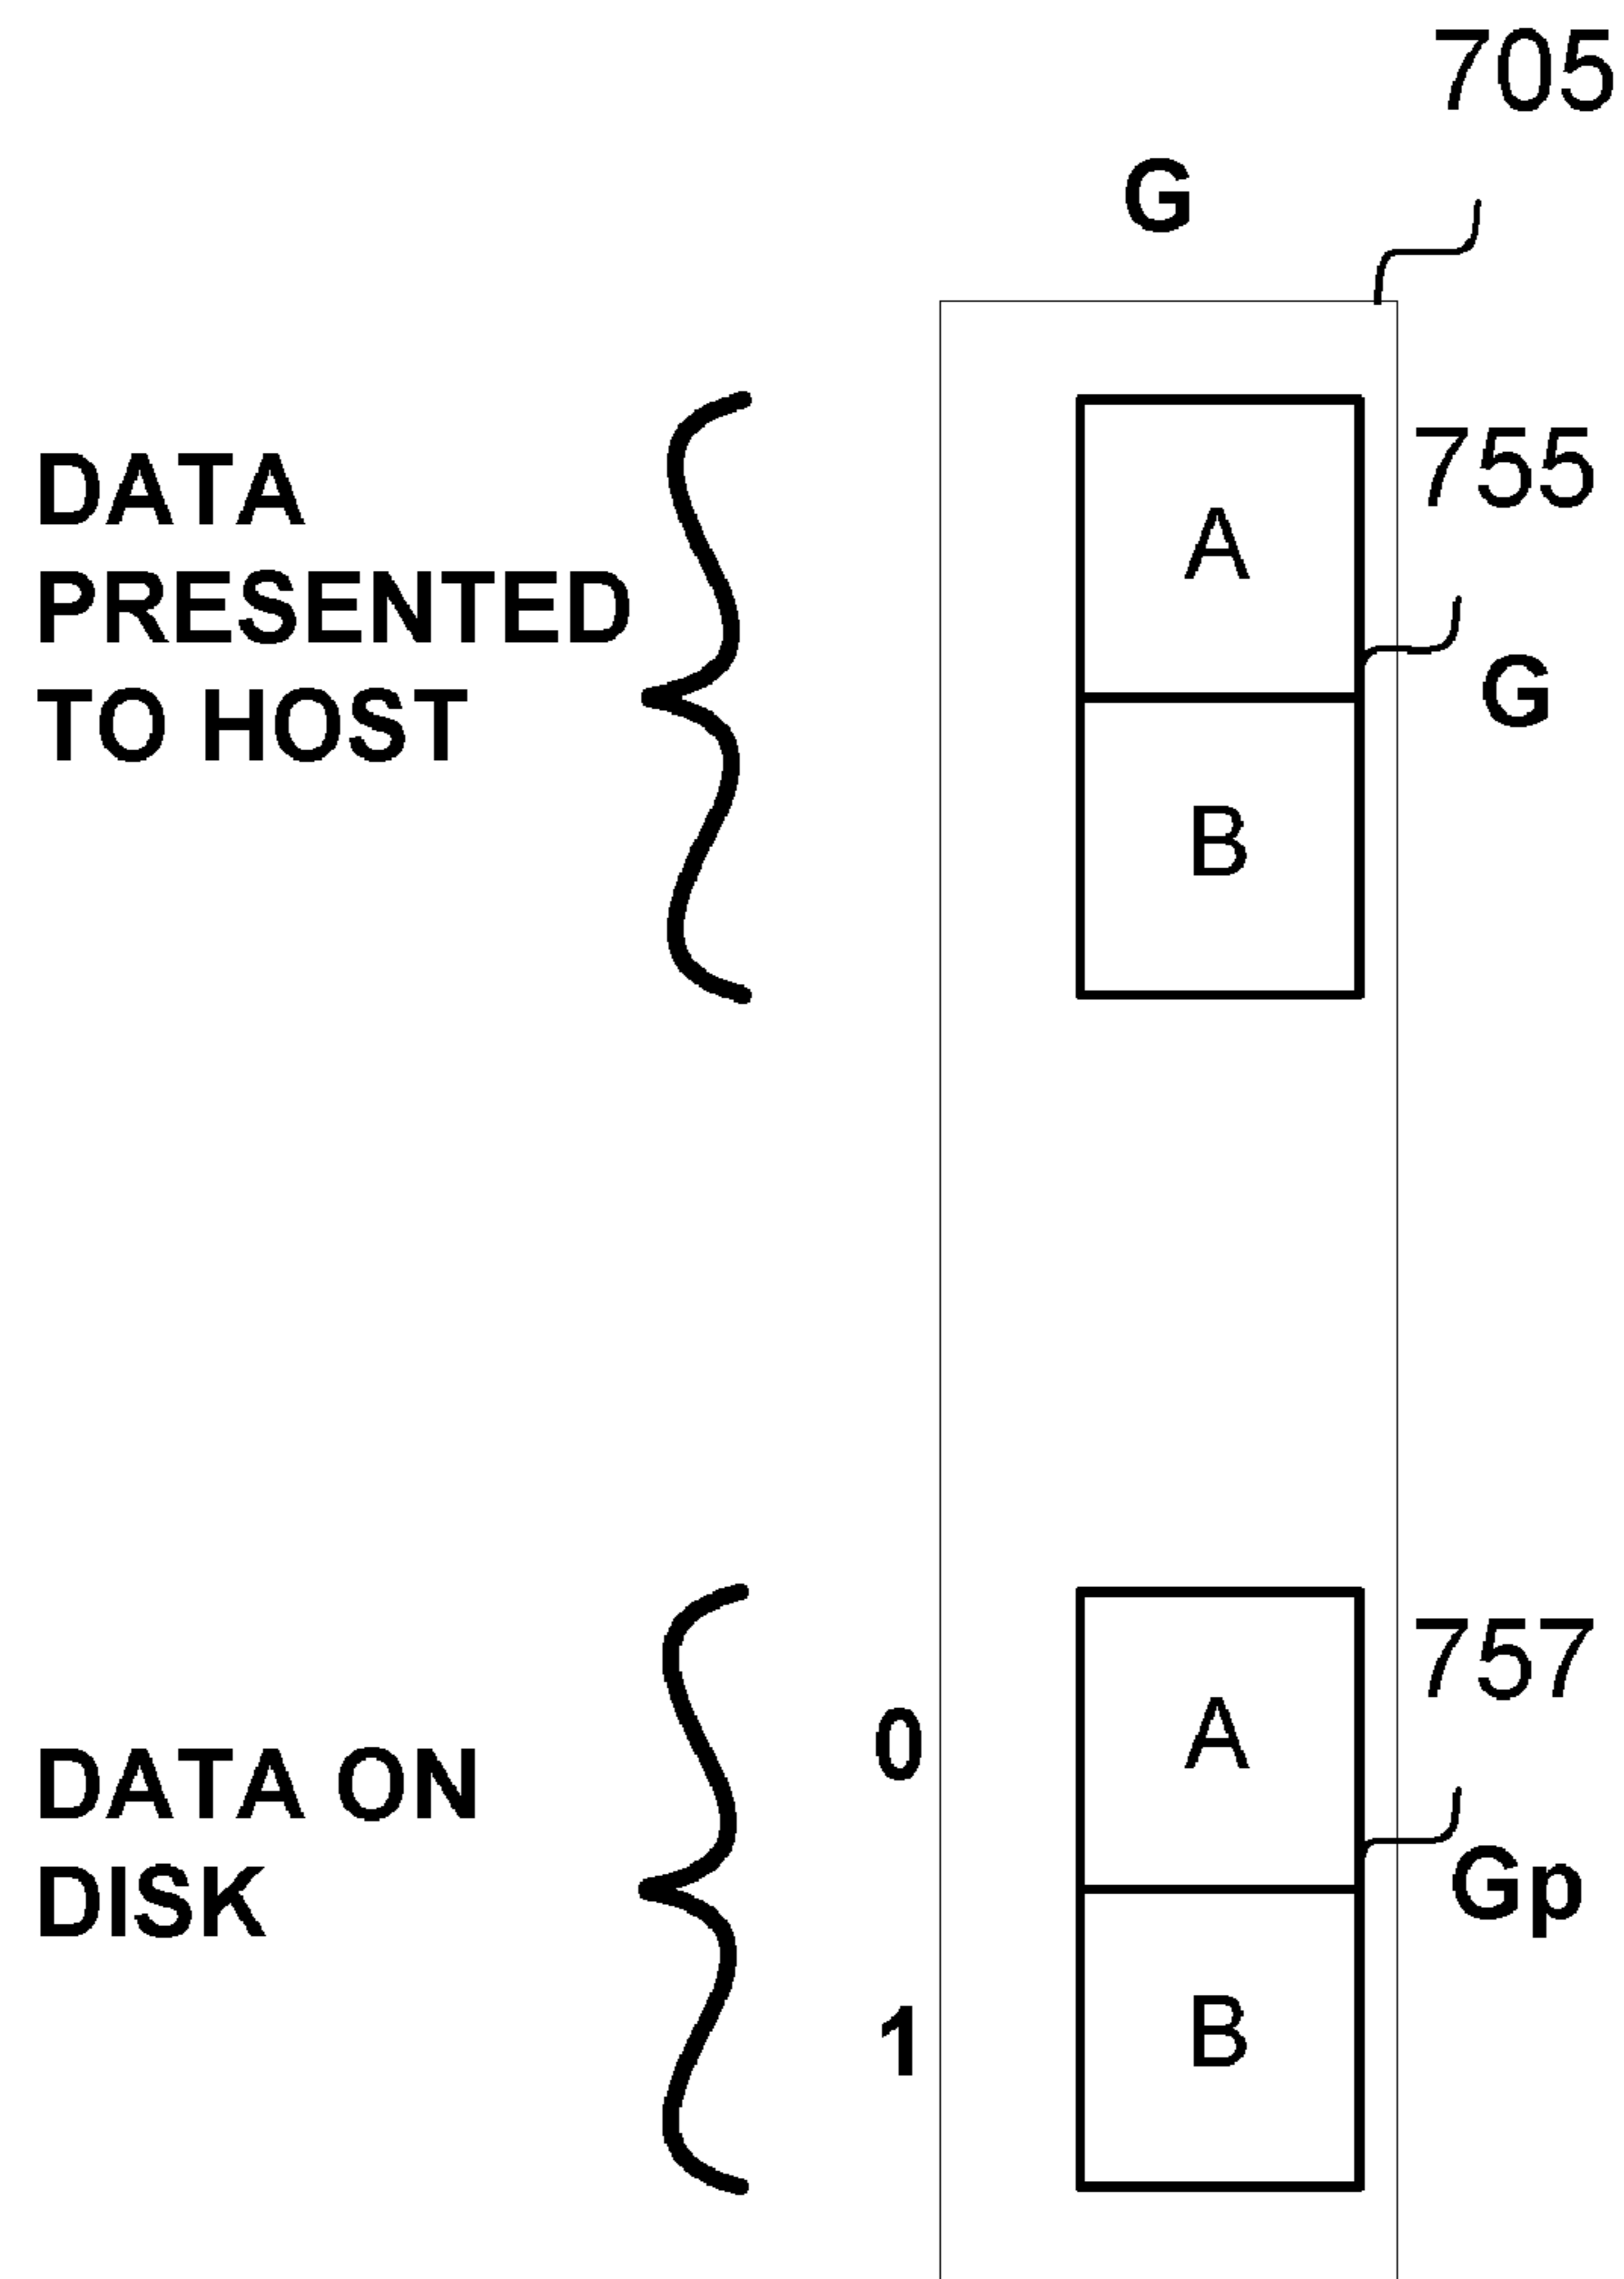 705
G
DATA
PRESENTED
TO HOST
A
755
G
B
DATA ON
DISK
0
A
757
Gp
1
B